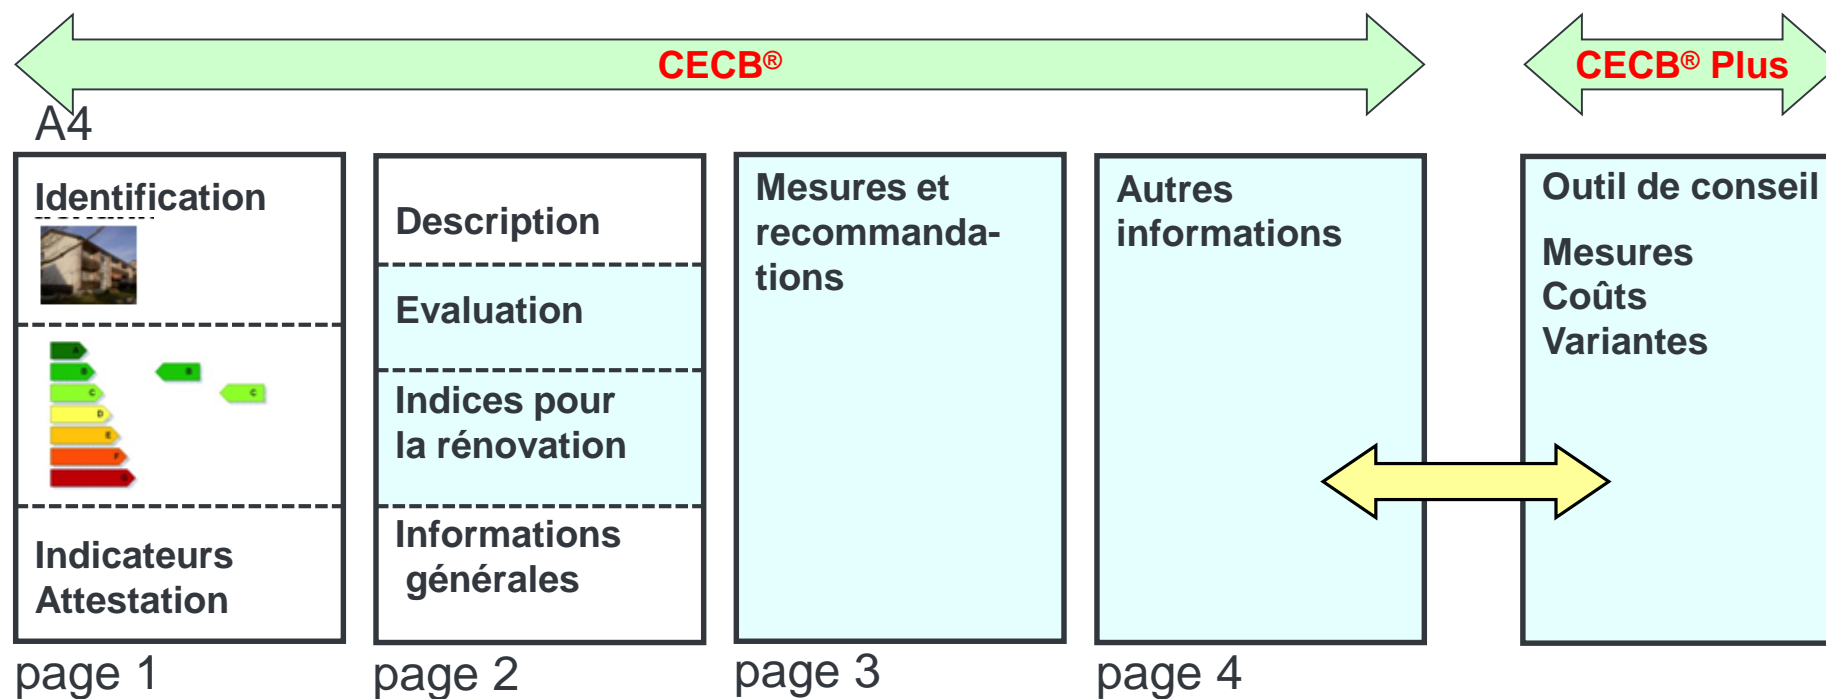 CECB®
CECB® Plus
A4
Identification
A
B
C
D
E
F
G
B
C
Indicateurs
Attestation
page 1
Description
Evaluation
Indices pour
la rénovation
Informations
générales
page 2
Mesures et
recommanda-
tions
page 3
Autres
informations
page 4
Outil de conseil
Mesures
Coûts
Variantes